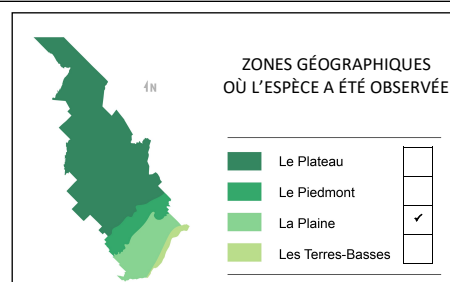 ZONES GÉOGRAPHIQUES
OÙ L’ESPÈCE A ÉTÉ OBSERVÉE
N
Le Plateau
Le Piedmont
La Plaine ✓
Les Terres-Basses